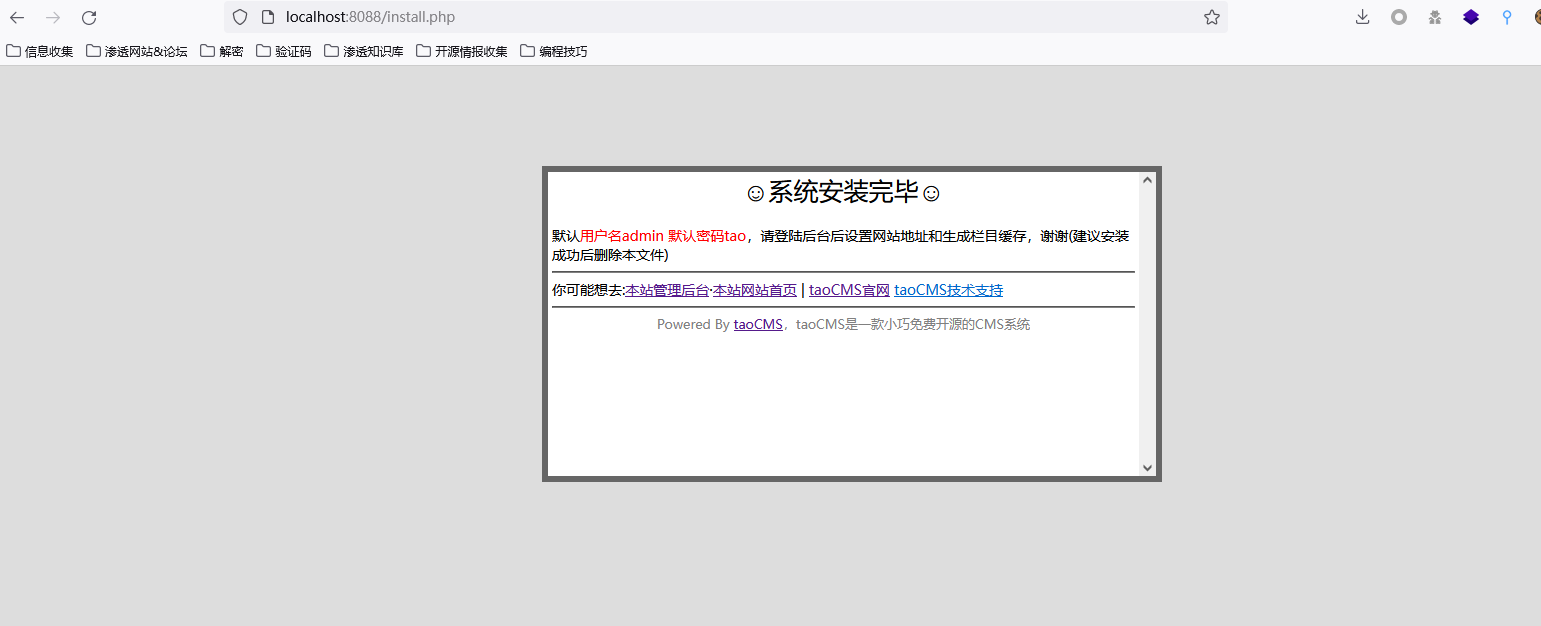 localhost:8088/install.php
信息收集 渗透网站&论坛 解密 验证码 渗透知识库 开源情报收集 编程技巧
☺系统安装完毕☺
默认用户名admin 默认密码tao，请登陆后台后设置网站地址和生成栏目缓存，谢谢(建议安装
成功后删除本文件)
你可能想去:本站管理后台·本站网站首页 | taoCMS官网 taoCMS技术支持
Powered By taoCMS，taoCMS是一款小巧免费开源的CMS系统